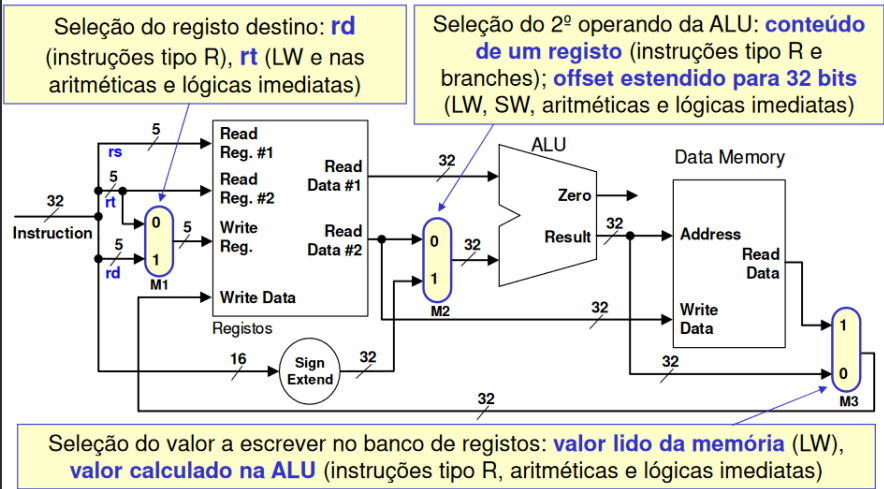 Seleção do registo destino: rd
(instruções tipo R), rt (LW e nas
aritméticas e lógicas imediatas)
Seleção do 2º operando da ALU: conteúdo
de um registo (instruções tipo R e
branches); offset estendido para 32 bits
(LW, SW, aritméticas e lógicas imediatas)
32
Instruction
5
rs
5
rt
5
rd
0
1
M1
5
Read
Reg. #1
Read
Reg. #2
Write
Reg.
Write Data
Read
Data #1
Read
Data #2
Registos
16
Sign
Extend
32
32
0
1
M2
32
ALU
Zero
Result
32
32
Data Memory
Address
Read
Data
Write
Data
32
1
0
M3
32
Seleção do valor a escrever no banco de registos: valor lido da memória (LW),
valor calculado na ALU (instruções tipo R, aritméticas e lógicas imediatas)